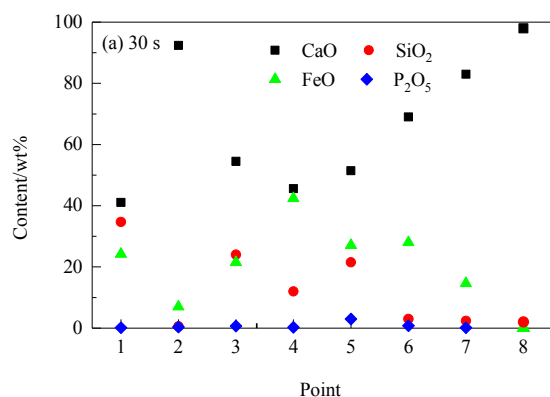 (a) 30 s
CaO
SiO₂
FeO
P₂O₅
Content/wt%
100
80
60
40
20
0
1 2 3 4 5 6 7 8
Point